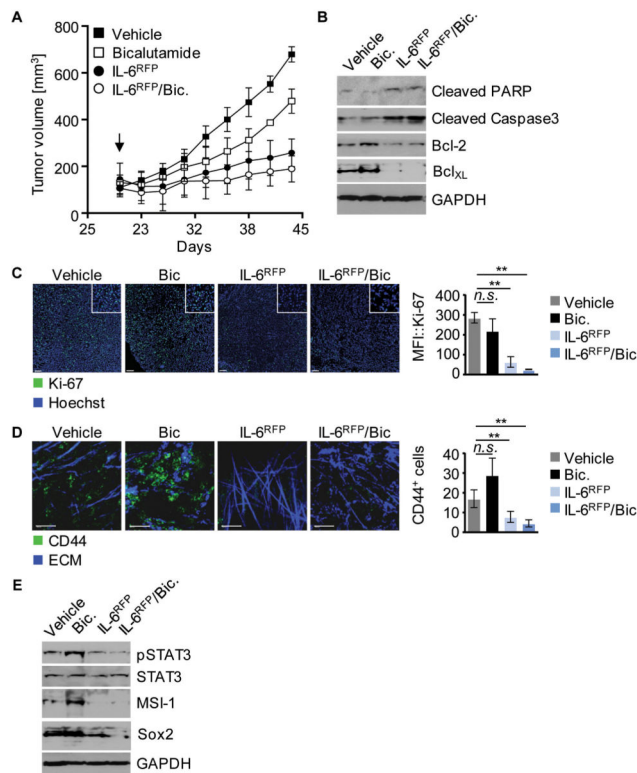 A
Vehicle
Bicalutamide
IL-6RFP
IL-6RFP/Bic.
Tumor volume [mm3]
800
600
400
200
0
25 23 26 32 38 45
Days
B
Vehicle
Bic.
IL-6RFP
IL-6RFP/Bic.
Cleaved PARP
Cleaved Caspase3
Bcl-2
BclXL
GAPDH
C
Vehicle Bic IL-6RFP IL-6RFP/Bic
Ki-67
Hoechst
MFI::Ki-67
400
300
200
100
0
**
**
n.s.
Vehicle
Bic.
IL-6RFP
IL-6RFP/Bic
D
Vehicle Bic IL-6RFP IL-6RFP/Bic
CD44
ECM
CD44+ cells
40
30
20
10
0
**
**
n.s.
Vehicle
Bic.
IL-6RFP
IL-6RFP/Bic
E
Vehicle
Bic.
IL-6RFP
IL-6RFP/Bic.
pSTAT3
STAT3
MSI-1
Sox2
GAPDH